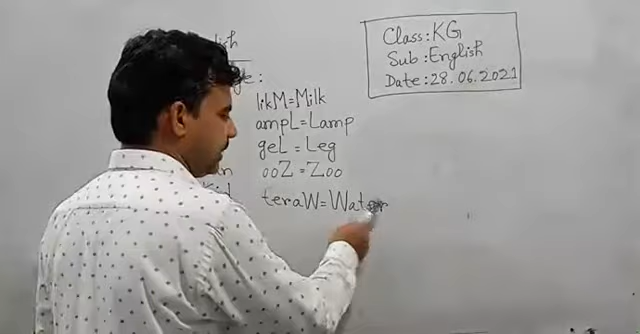 Class:KG
Sub:English
Date:28.06.2021
likM=Milk
ampL=Lamp
geL=Leg
ooZ=Zoo
teraW=Water